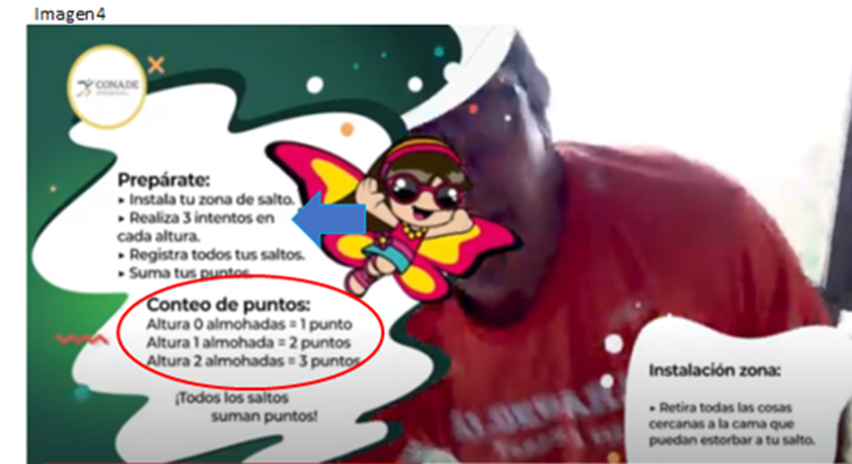 Imagen4
CONADE
Prepárate:
▸ Instala tu zona de salto.
▸ Realiza 3 intentos en
cada altura.
▸ Registra todos tus saltos.
▸ Suma tus puntos.
Conteo de puntos:
Altura 0 almohadas = 1 punto
Altura 1 almohada = 2 puntos
Altura 2 almohadas = 3 puntos
¡Todos los saltos
suman puntos!
Instalación zona:
▸ Retira todas las cosas
cercanas a la cama que
puedan estorbar a tu salto.